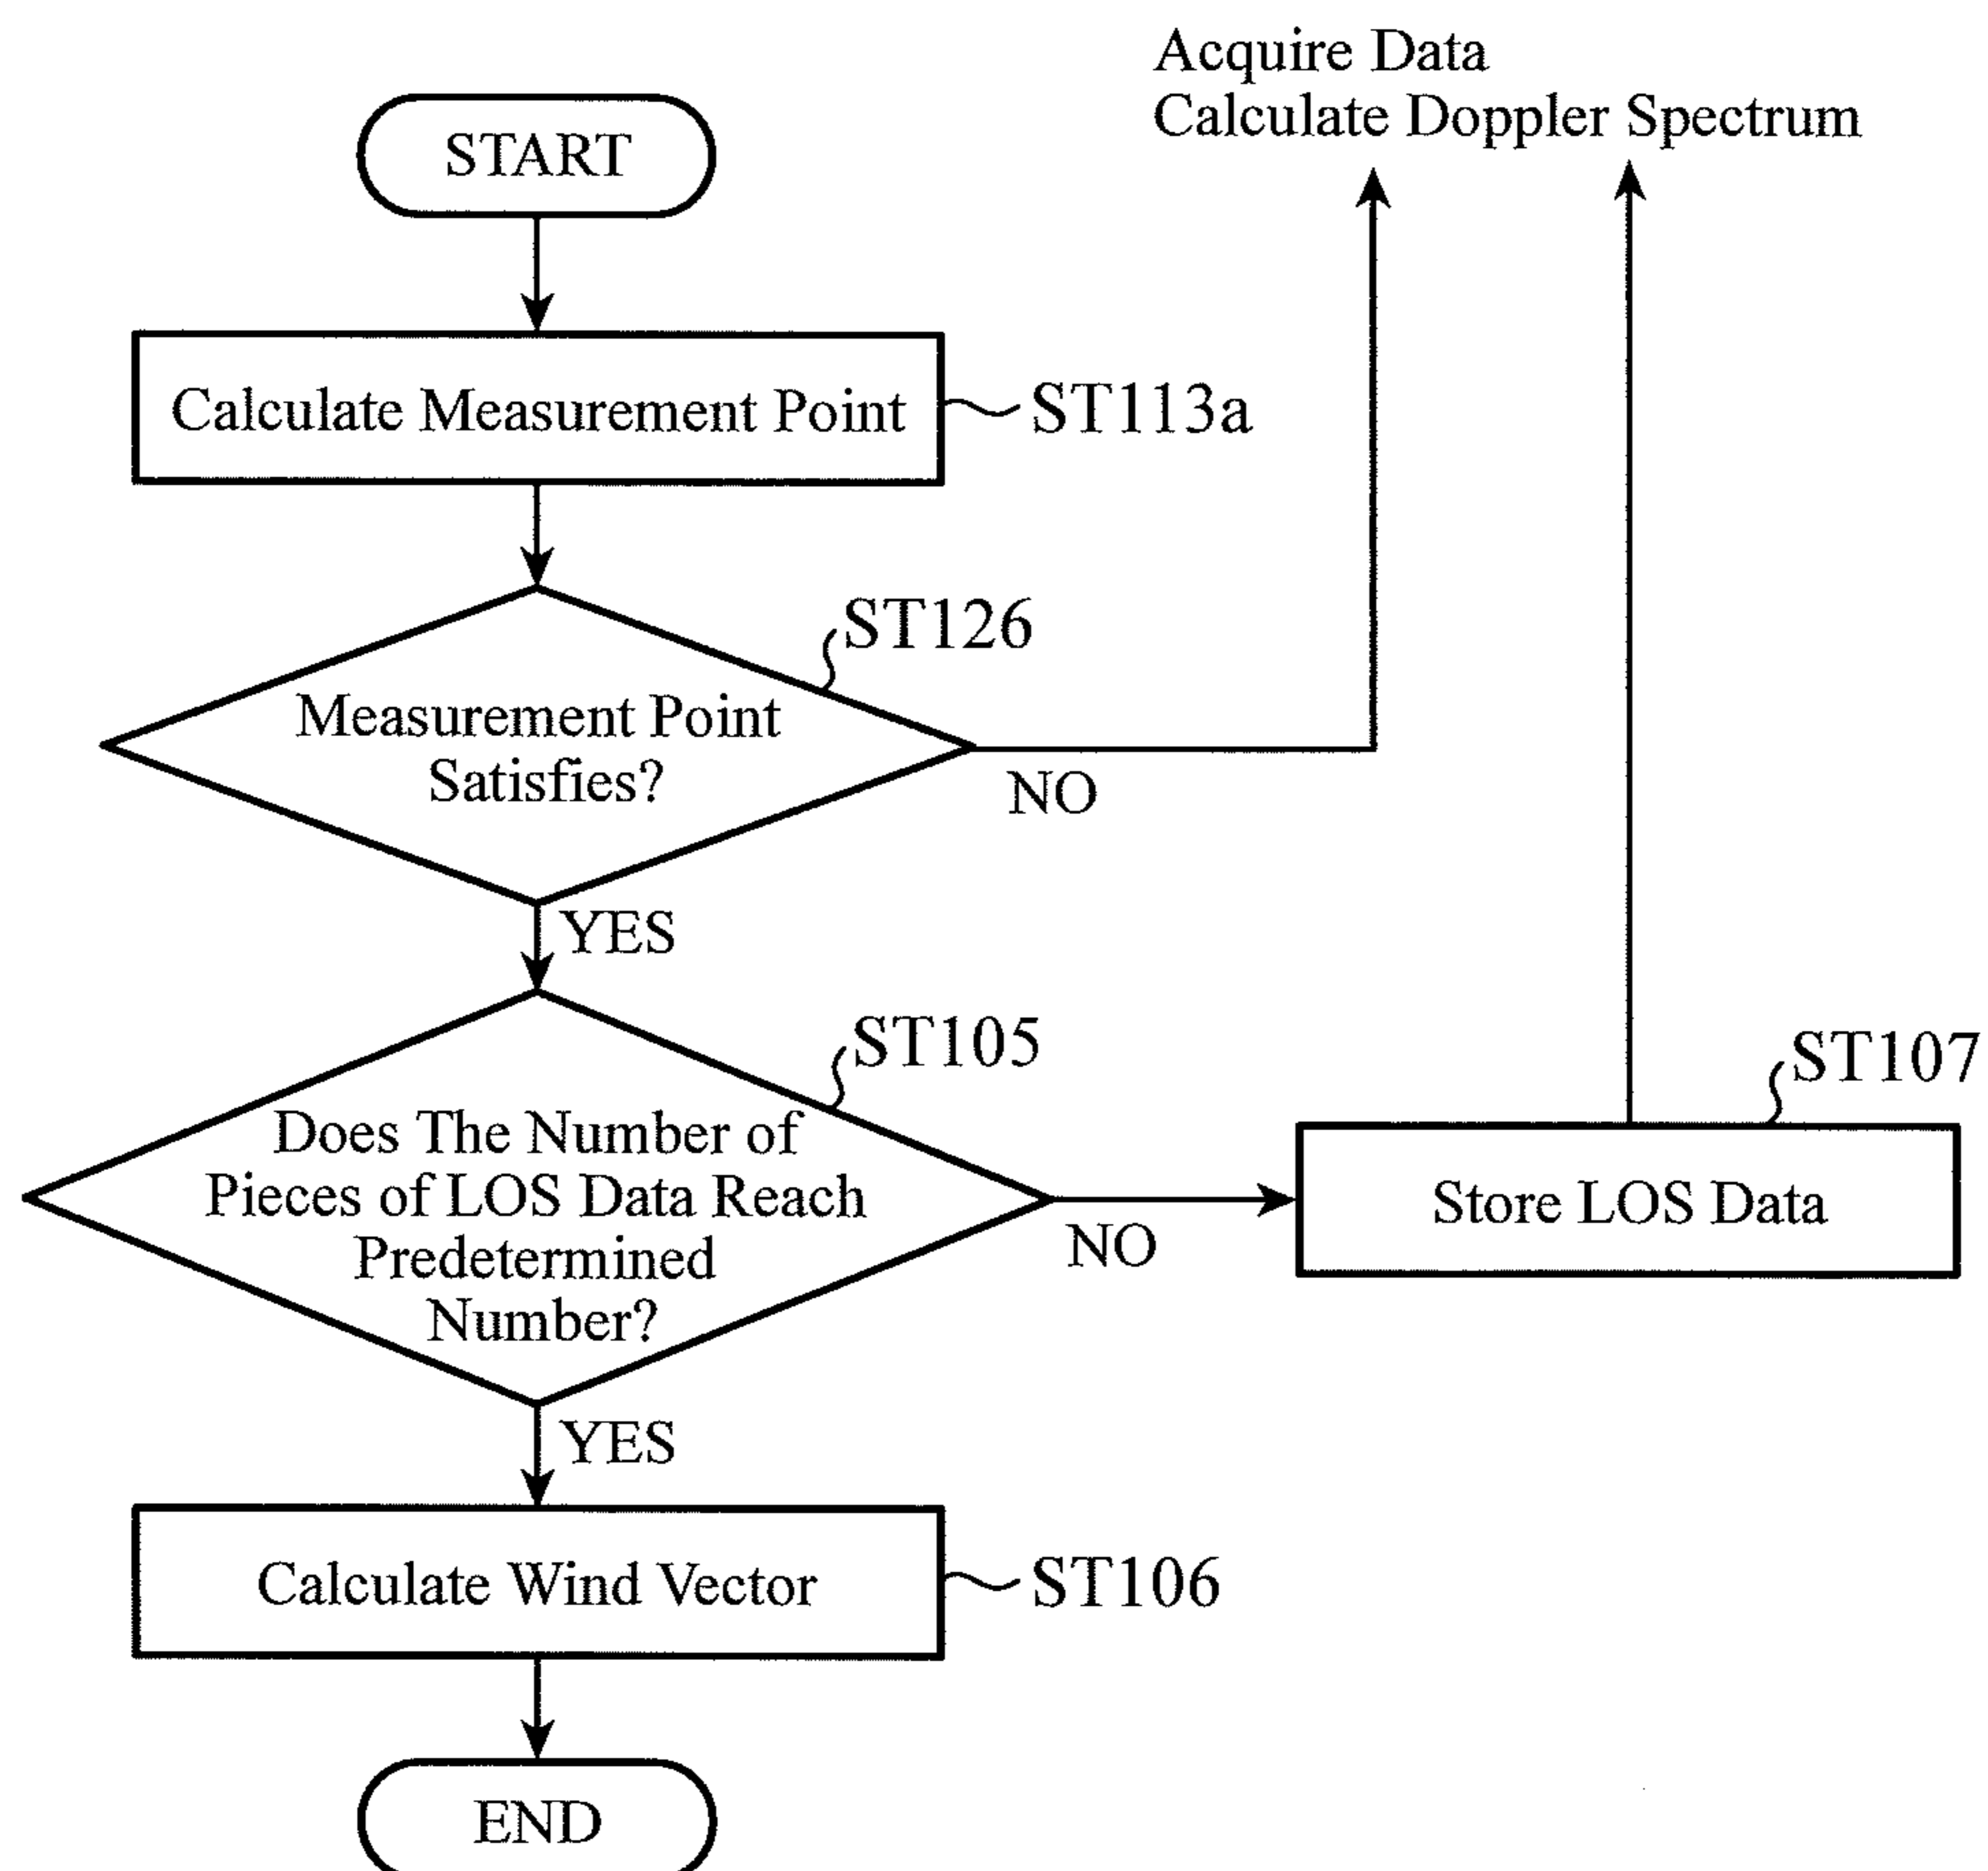 Acquire Data
Calculate Doppler Spectrum
START
Calculate Measurement Point
ST113a
ST126
Measurement Point
Satisfies?
NO
YES
ST105
Does The Number of
Pieces of LOS Data Reach
Predetermined
Number?
NO
ST107
Store LOS Data
YES
Calculate Wind Vector
ST106
END